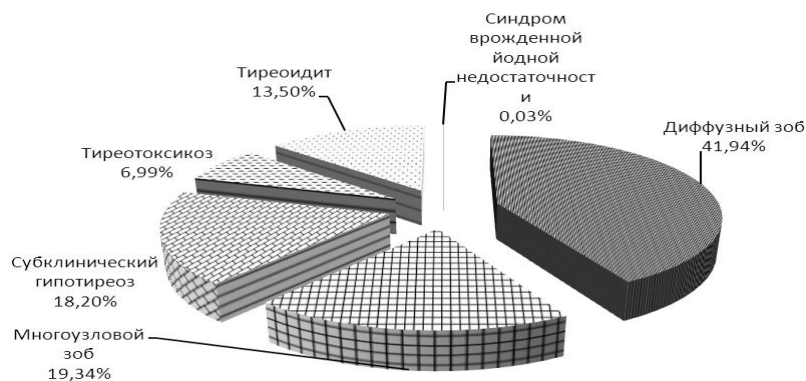 Синдром
врожденной
йодной
недостаточност
и
0,03%
Диффузный зоб
41,94%
Тиреоидит
13,50%
Тиреотоксикоз
6,99%
Субклинический
гипотиреоз
18,20%
Многоузловой
зоб
19,34%